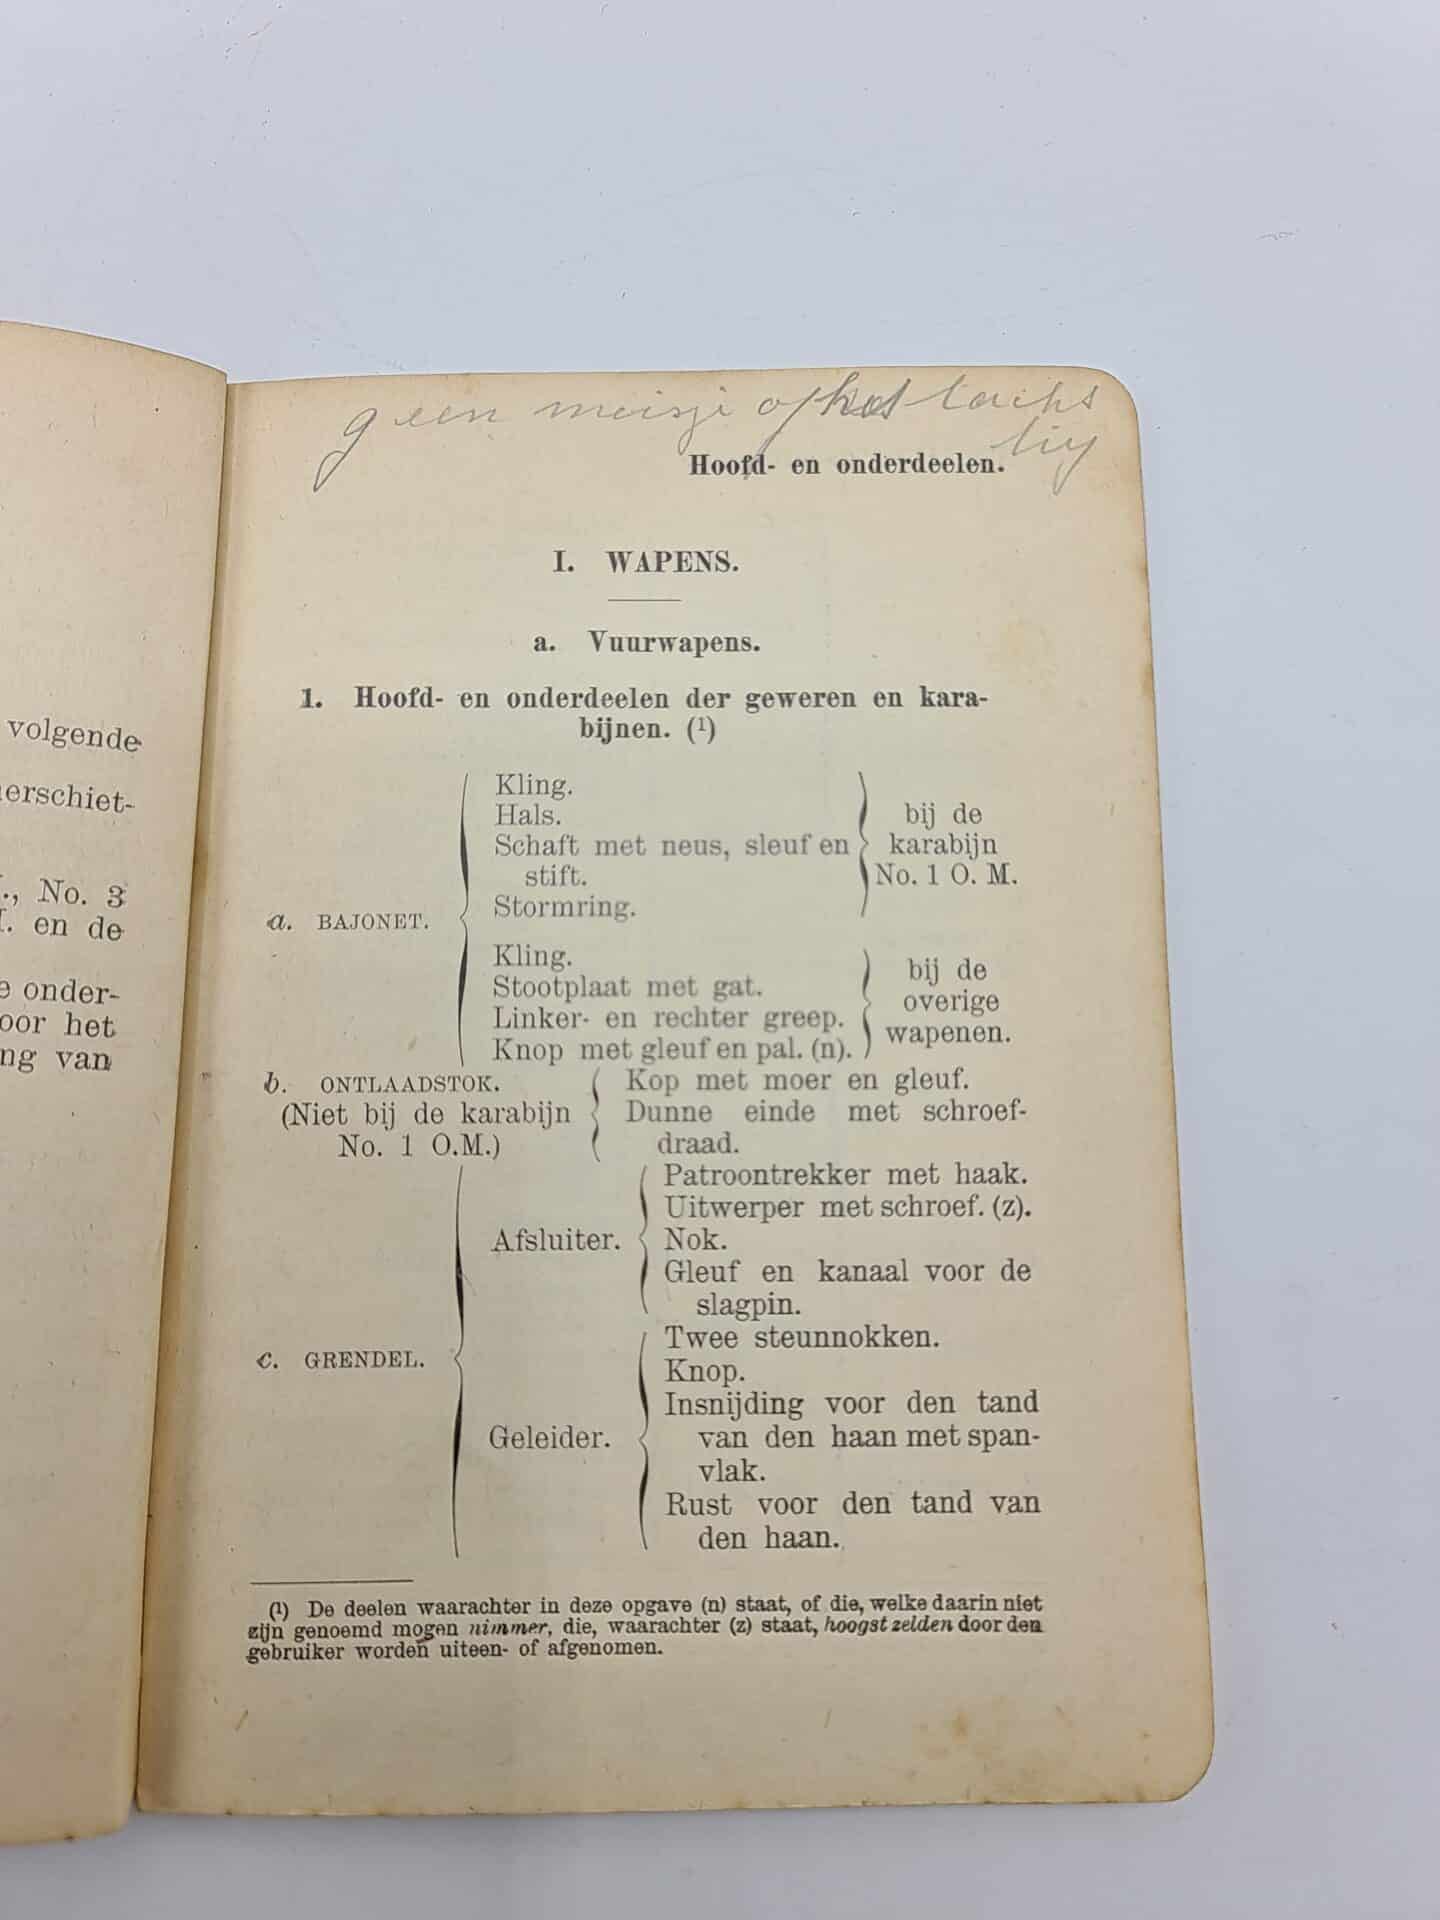 geen meisje of het lachs
tiy
Hoofd- en onderdeelen.
I. WAPENS.
a. Vuurwapens.
1. Hoofd- en onderdeelen der geweren en kara-
bijnen. (¹)
a. BAJONET.
Kling.
Hals.
Schaft met neus, sleuf en
stift.
Stormring.
bij de
karabijn
No. 1 O. M.
Kling.
Stootplaat met gat.
Linker- en rechter greep.
Knop met gleuf en pal. (n).
bij de
overige
wapenen.
b. ONTLAADSTOK.
(Niet bij de karabijn
No. 1 O.M.)
Kop met moer en gleuf.
Dunne einde met schroef-
draad.
c. GRENDEL.
Afsluiter.
Patroontrekker met haak.
Uitwerper met schroef. (z).
Nok.
Gleuf en kanaal voor de
slagpin.
Geleider.
Twee steunnokken.
Knop.
Insnijding voor den tand
van den haan met span-
vlak.
Rust voor den tand van
den haan.
(¹) De deelen waarachter in deze opgave (n) staat, of die, welke daarin niet
zijn genoemd mogen nimmer, die, waarachter (z) staat, hoogst zelden door den
gebruiker worden uiteen- of afgenomen.
volgende
erschiet-
., No. 3
. en de
onder-
oor het
ng van